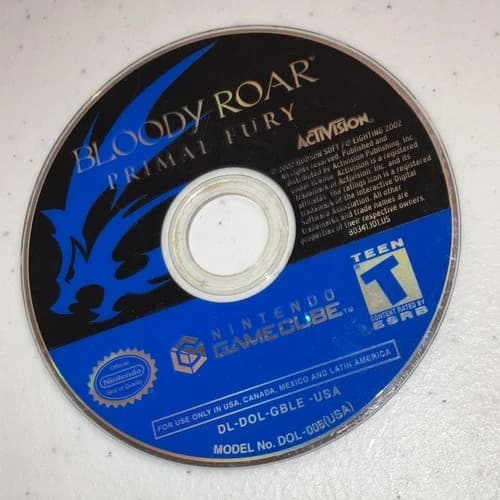 BLOODY ROAR®
PRIMAL FURY
ACTIVISION
© 2002 HUDSON SOFT / © EIGHTING 2002
All rights reserved. Published and
distributed by Activision Publishing, Inc.
Activision is a registered
trademark of Activision, Inc. and its
ratings icon is a registered
trademark of the Interactive Digital
Software Association. All other
trademarks and trade names are
properties of their respective owners.
80341.101.US
TEEN
T
CONTENT RATED BY
ESRB
NINTENDO
GAMECUBE™
Official
Nintendo
Seal of Quality
FOR USE ONLY IN USA, CANADA, MEXICO AND LATIN AMERICA
DL-DOL-GBLE -USA
MODEL No. DOL-006(USA)